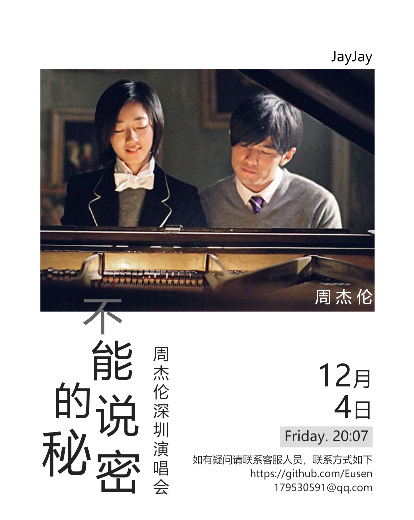 JayJay
周杰伦
不能说的秘密
周杰伦深圳演唱会
12月
4日
Friday. 20:07
如有疑问请联系客服人员，联系方式如下
https://github.com/Eusen
179530591@qq.com